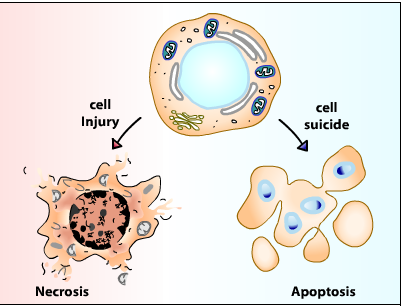 cell
Injury
cell
suicide
Necrosis
Apoptosis